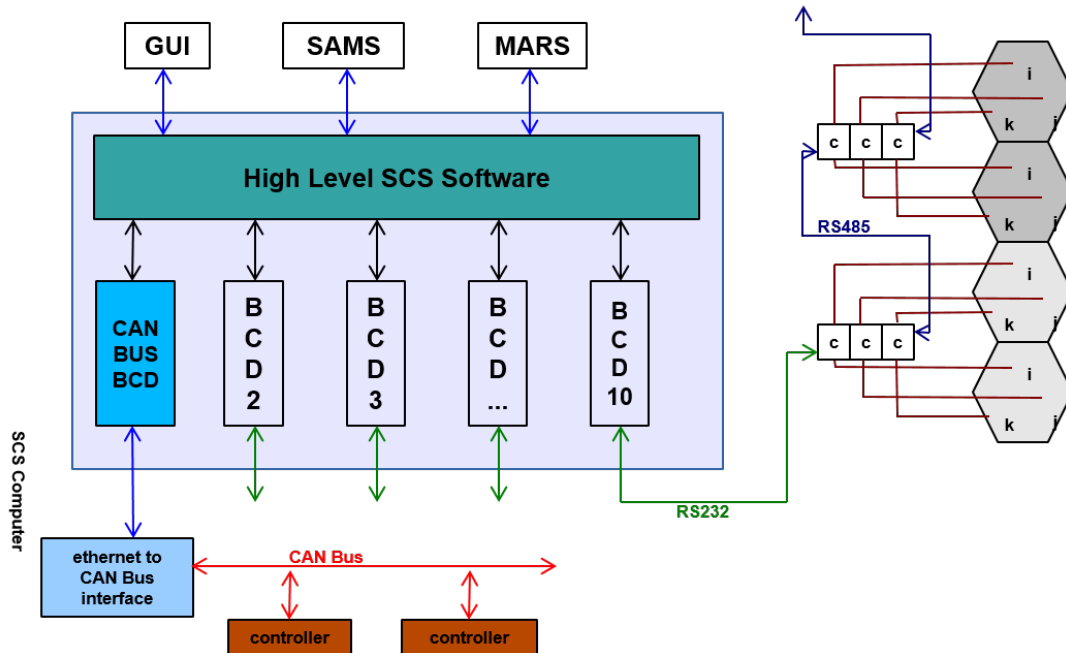 GUI
SAMS
MARS
High Level SCS Software
CAN
BUS
BCD
B
C
D
2
B
C
D
3
B
C
D
...
B
C
D
10
SCS Computer
ethernet to
CAN Bus
interface
CAN Bus
controller
controller
RS232
RS485
i
k j
c c c
i
k j
i
k j
c c c
i
k j